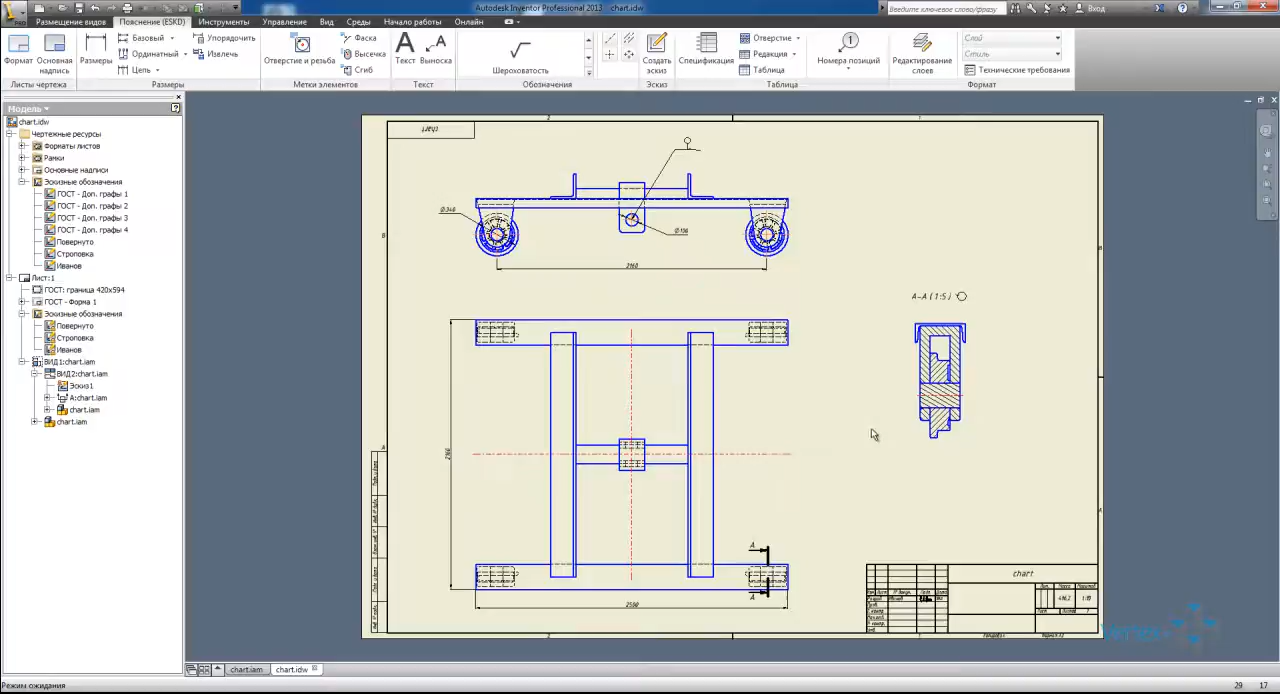 Autodesk Inventor Professional 2013 chart.idw
Введите ключевое слово/фразу
Вход
PRO
Размещение видов
Пояснение (ESKD)
Инструменты
Управление
Вид
Среды
Начало работы
Онлайн
Формат
Основная надпись
Размеры
Базовый
Ординатный
Цепь
Упорядочить
Извлечь
Отверстие и резьба
Фаска
Высечка
Сгиб
Текст
Выноска
Шероховатость
Создать эскиз
Спецификация
Отверстие
Редакция
Таблица
Номера позиций
Редактирование слоев
Слой
Стиль
Технические требования
Листы чертежа
Размеры
Метки элементов
Текст
Обозначения
Эскиз
Таблица
Формат
Модель
chart.idw
Чертежные ресурсы
Форматы листов
Рамки
Основные надписи
Эскизные обозначения
ГОСТ - Доп. графы 1
ГОСТ - Доп. графы 2
ГОСТ - Доп. графы 3
ГОСТ - Доп. графы 4
Повернуто
Строповка
Иванов
Лист:1
ГОСТ: граница 420x594
ГОСТ - Форма 1
Эскизные обозначения
Повернуто
Строповка
Иванов
ВИД1:chart.iam
ВИД2:chart.iam
Эскиз1
A:chart.iam
chart.iam
chart.iam
chart
2160
A-A (1:5)
A
A
2500
chart
1:10
chart.iam
chart.idw
Режим ожидания
29 17